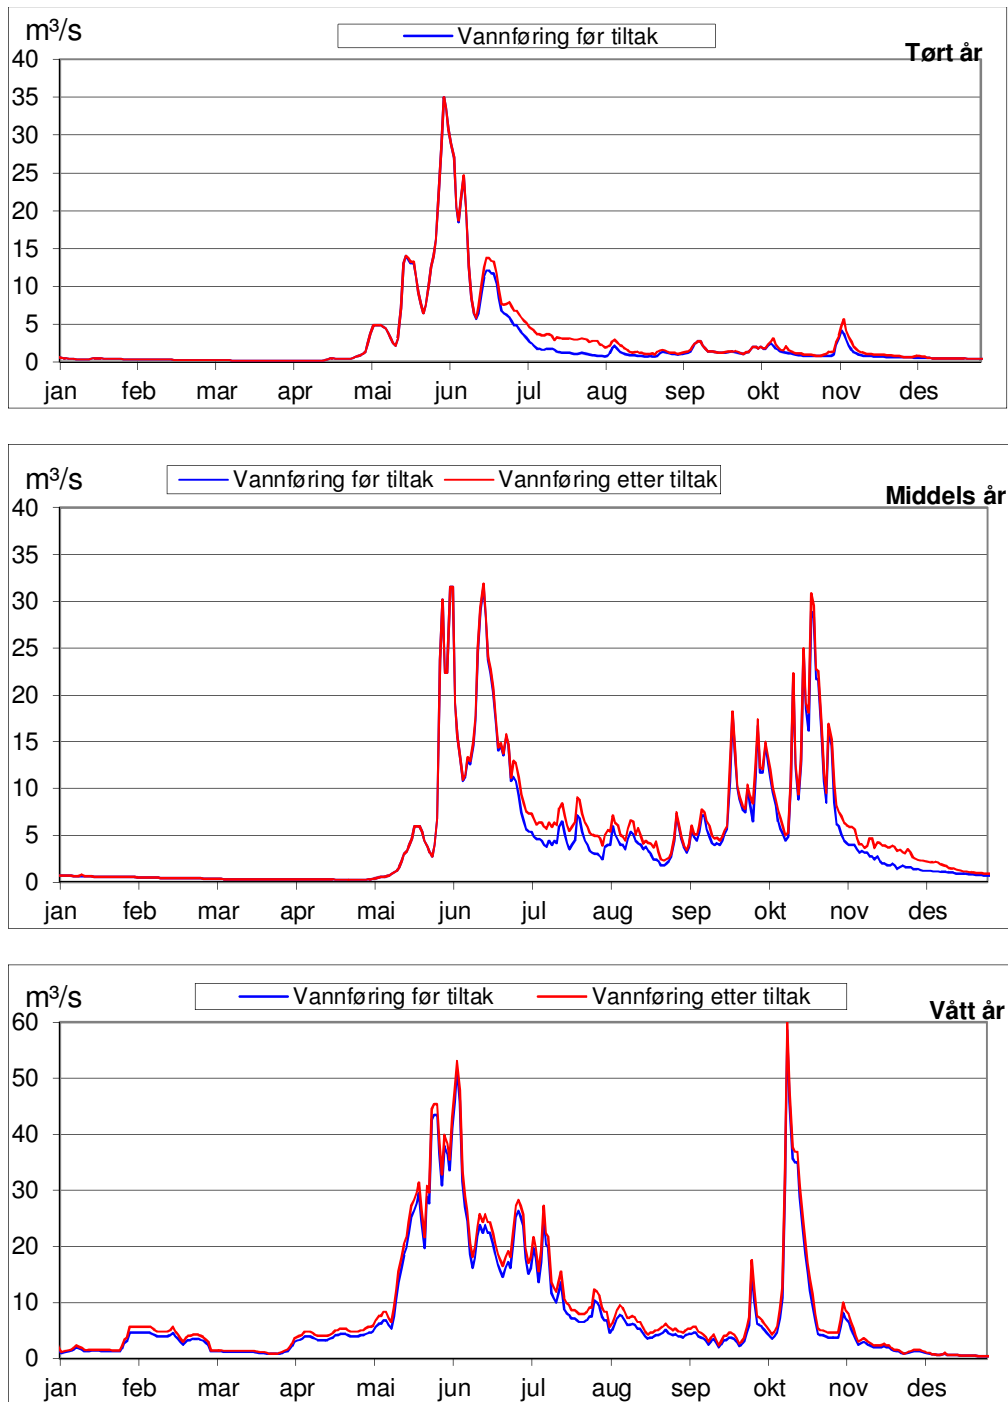 m³/s
Vannføring før tiltak
Tørt år
40
35
30
25
20
15
10
5
0
jan feb mar apr mai jun jul aug sep okt nov des
m³/s
Vannføring før tiltak Vannføring etter tiltak
Middels år
40
35
30
25
20
15
10
5
0
jan feb mar apr mai jun jul aug sep okt nov des
m³/s
Vannføring før tiltak Vannføring etter tiltak
Vått år
60
50
40
30
20
10
0
jan feb mar apr mai jun jul aug sep okt nov des